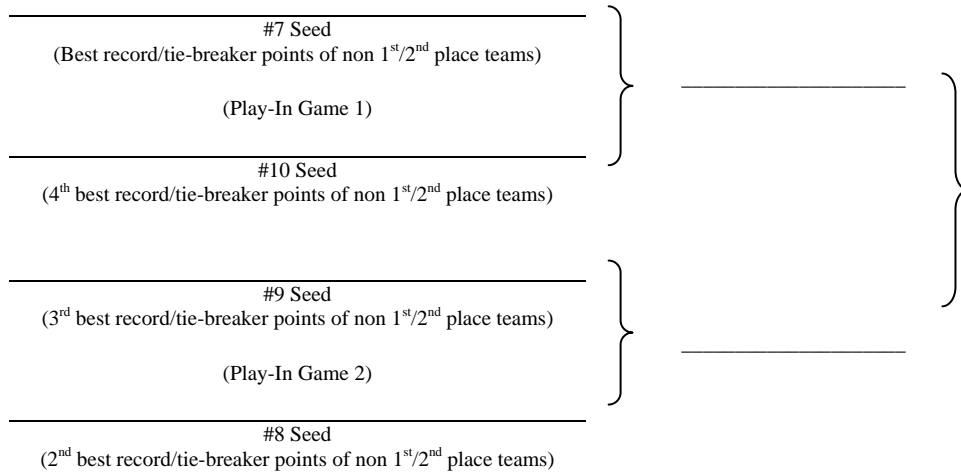 #7 Seed
(Best record/tie-breaker points of non 1st/2nd place teams)
(Play-In Game 1)
#10 Seed
(4th best record/tie-breaker points of non 1st/2nd place teams)
#9 Seed
(3rd best record/tie-breaker points of non 1st/2nd place teams)
(Play-In Game 2)
#8 Seed
(2nd best record/tie-breaker points of non 1st/2nd place teams)